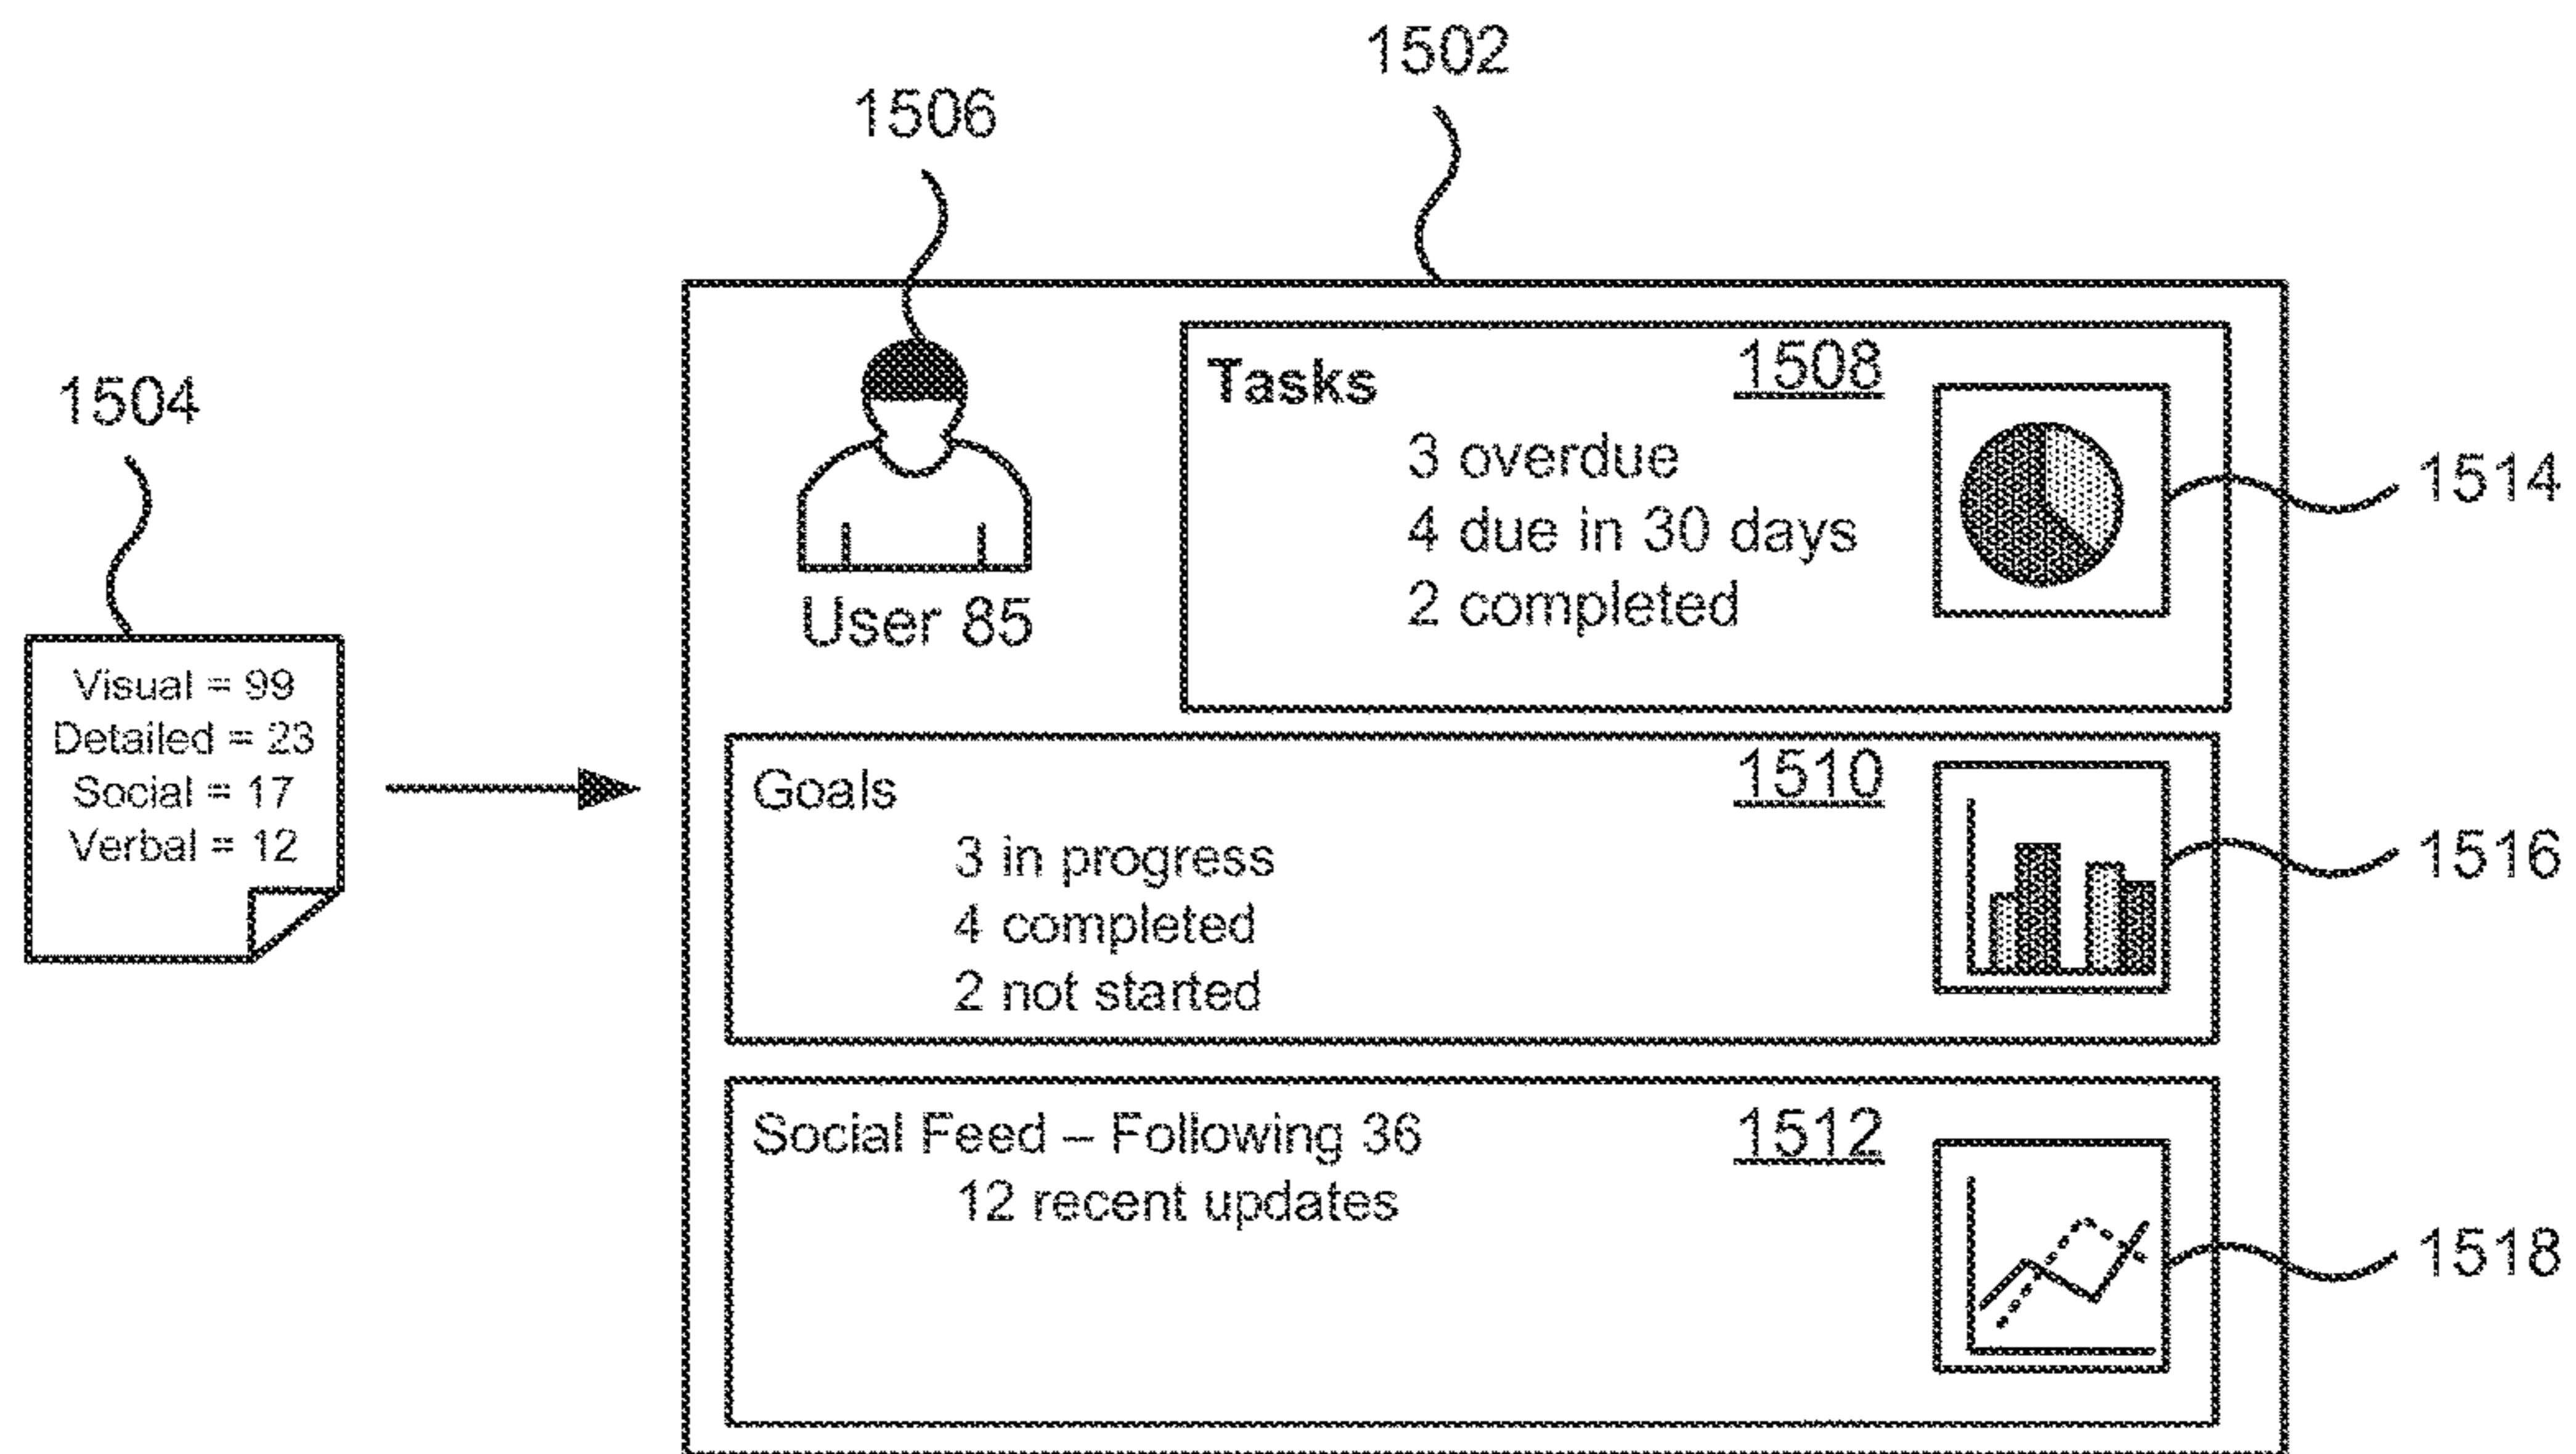 1502
1506
1504
Visual = 99
Detailed = 23
Social = 17
Verbal = 12
User 85
Tasks
1508
3 overdue
4 due in 30 days
2 completed
1514
Goals
1510
3 in progress
4 completed
2 not started
1516
Social Feed – Following 36
1512
12 recent updates
1518